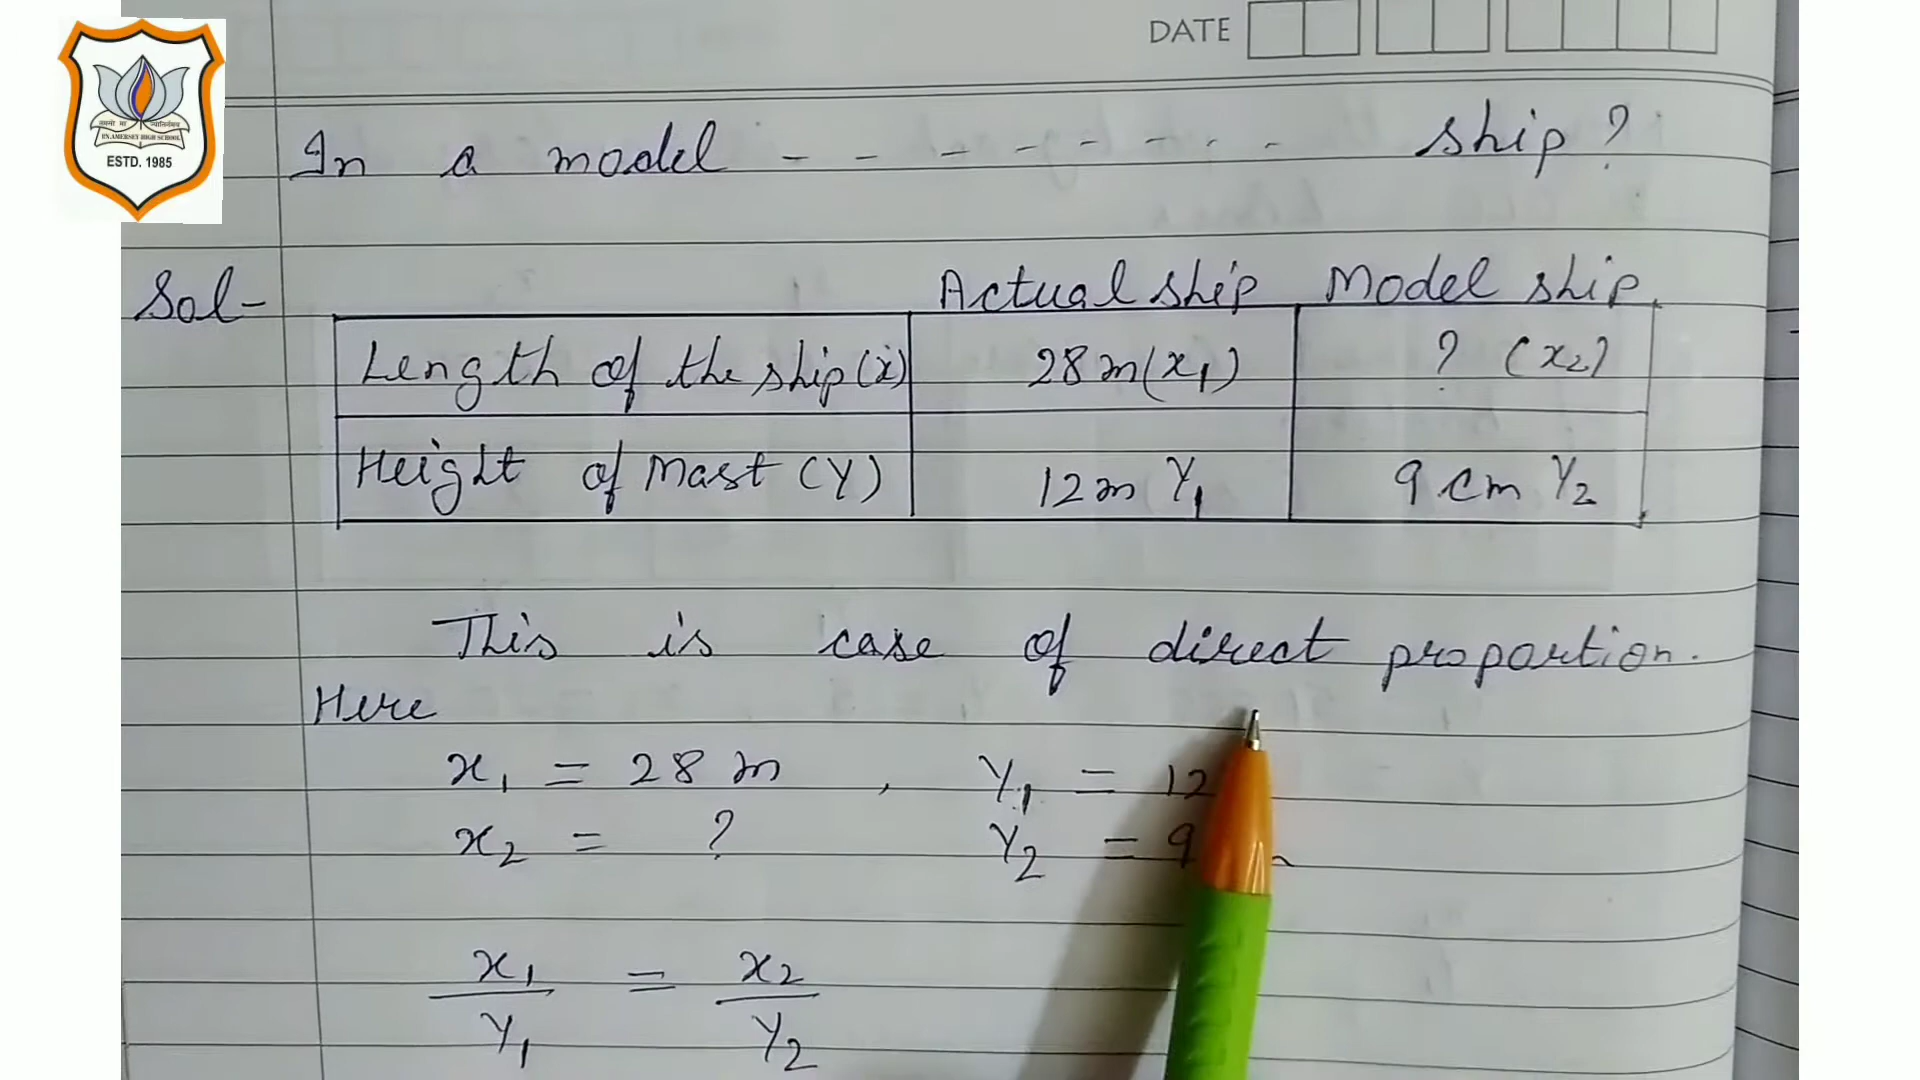 DATE
ESTD. 1985
In a model - - - - - - - - ship?
Sol-
Actual ship Model ship
Length of the ship (x) 28 m (x₁) ? (x₂)
Height of Mast (Y) 12 m Y₁ 9 cm Y₂
This is case of direct proportion.
Here
x₁ = 28 m , Y₁ = 12
x₂ = ? Y₂ = 9
x₁/Y₁ = x₂/Y₂